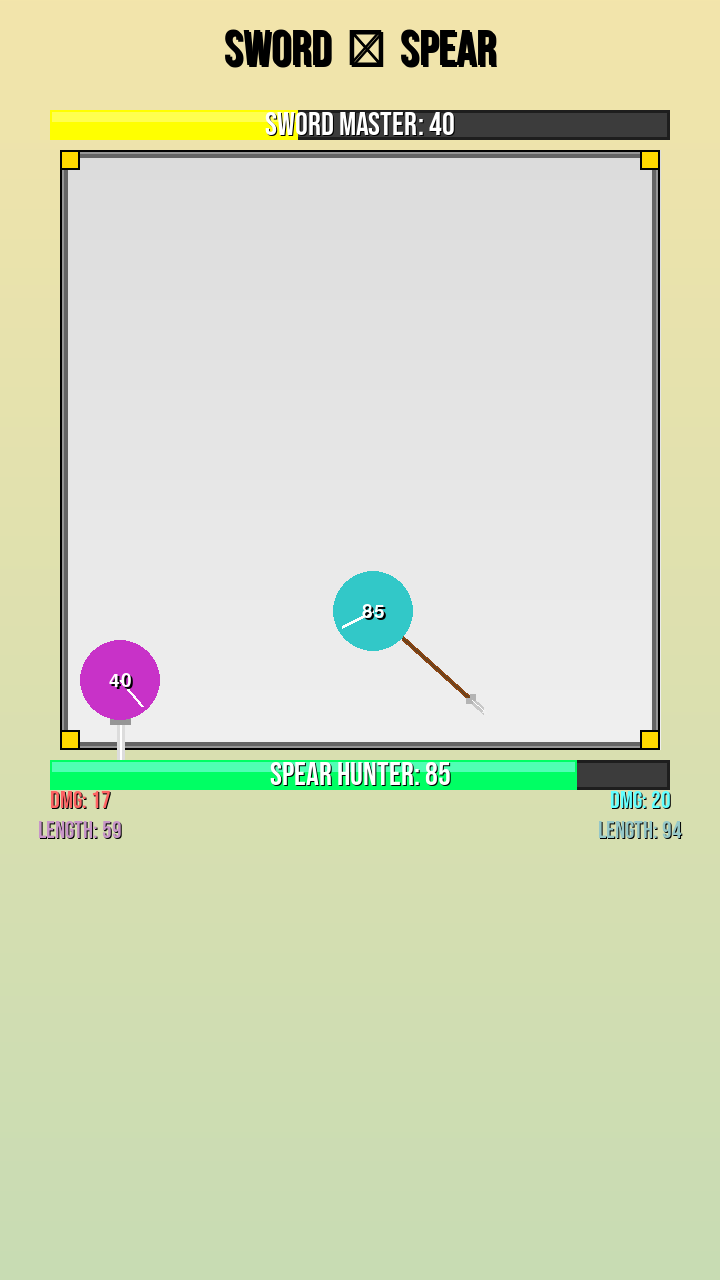 SWORD SPEAR
SWORD MASTER: 40
85
40
SPEAR HUNTER: 85
DMG: 17
DMG: 20
LENGTH: 59
LENGTH: 94